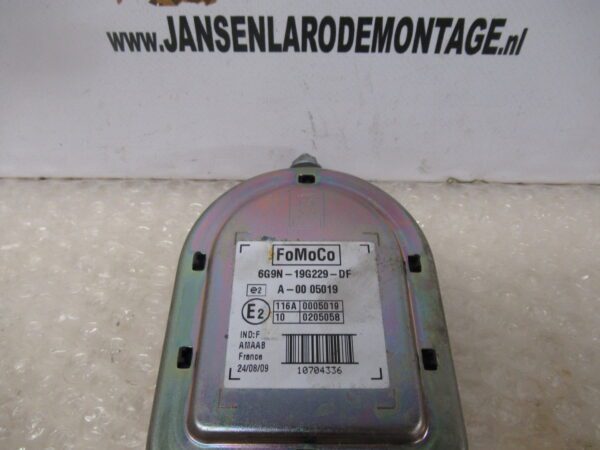 www.JANSENLARODEMONTAGE.nl
FoMoCo
6G9N-19G229-DF
e2 A-00 05019
E2 116A 0005019
10 0205058
IND:F
AMAAB
France
24/08/09
10704336